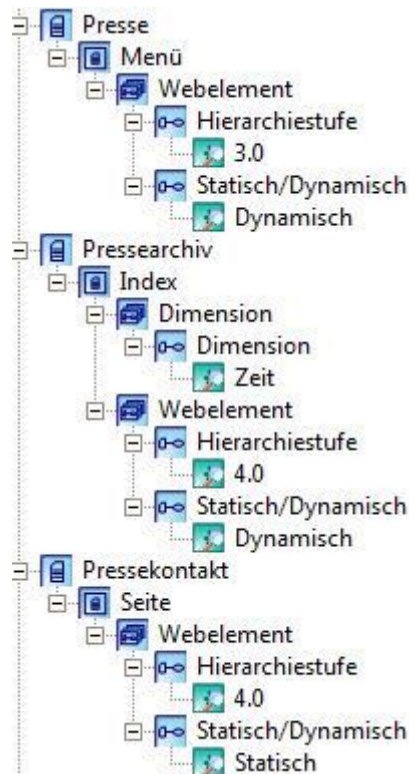 Presse
Menü
Webelement
Hierarchiestufe
3.0
Statisch/Dynamisch
Dynamisch
Pressearchiv
Index
Dimension
Dimension
Zeit
Webelement
Hierarchiestufe
4.0
Statisch/Dynamisch
Dynamisch
Pressekontakt
Seite
Webelement
Hierarchiestufe
4.0
Statisch/Dynamisch
Statisch